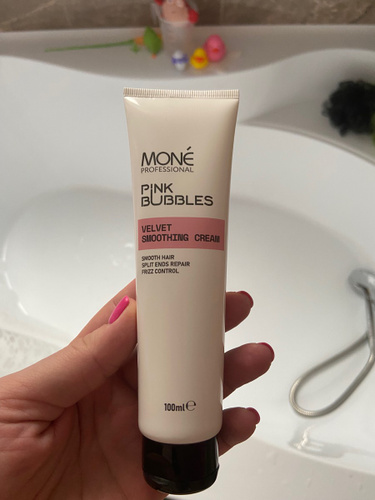 MONÉ
PROFESSIONAL
PINK
BUBBLES
VELVET
SMOOTHING CREAM
SMOOTH HAIR
SPLIT ENDS REPAIR
FRIZZ CONTROL
100ml ℮